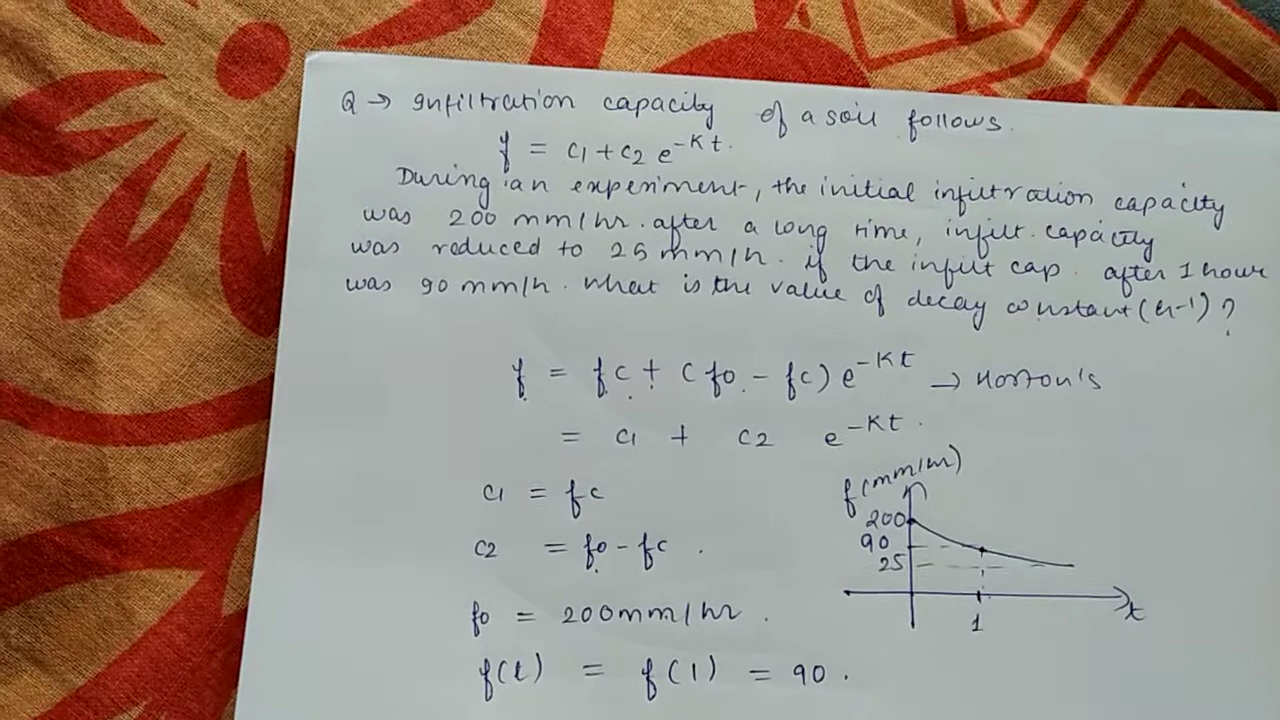 Q → Infiltration capacity of a soil follows.
f = c1 + c2 e^-Kt.
During an experiment, the initial infiltration capacity
was 200 mm/hr. after a long time, infilt. capacity
was reduced to 25 mm/h. if the infilt cap. after 1 hour
was 90 mm/h. what is the value of decay constant (h-1) ?
f = fc + (fo - fc) e^-Kt → Horton's
= c1 + c2 e^-Kt.
c1 = fc
c2 = fo - fc.
fo = 200 mm/hr.
f(t) = f(1) = 90.
f(mm/hr)
200
90
25
1
t